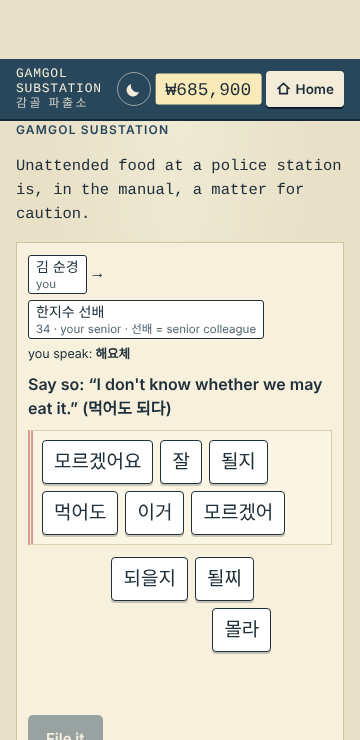 GAMGOL
SUBSTATION
감골 파출소
₩685,900
Home
GAMGOL SUBSTATION
Unattended food at a police station
is, in the manual, a matter for
caution.
김 순경
you
→
한지수 선배
34 · your senior · 선배 = senior colleague
you speak: 해요체
Say so: “I don't know whether we may
eat it.” (먹어도 되다)
모르겠어요 잘 될지
먹어도 이거 모르겠어
되을지 될찌
몰라
File it